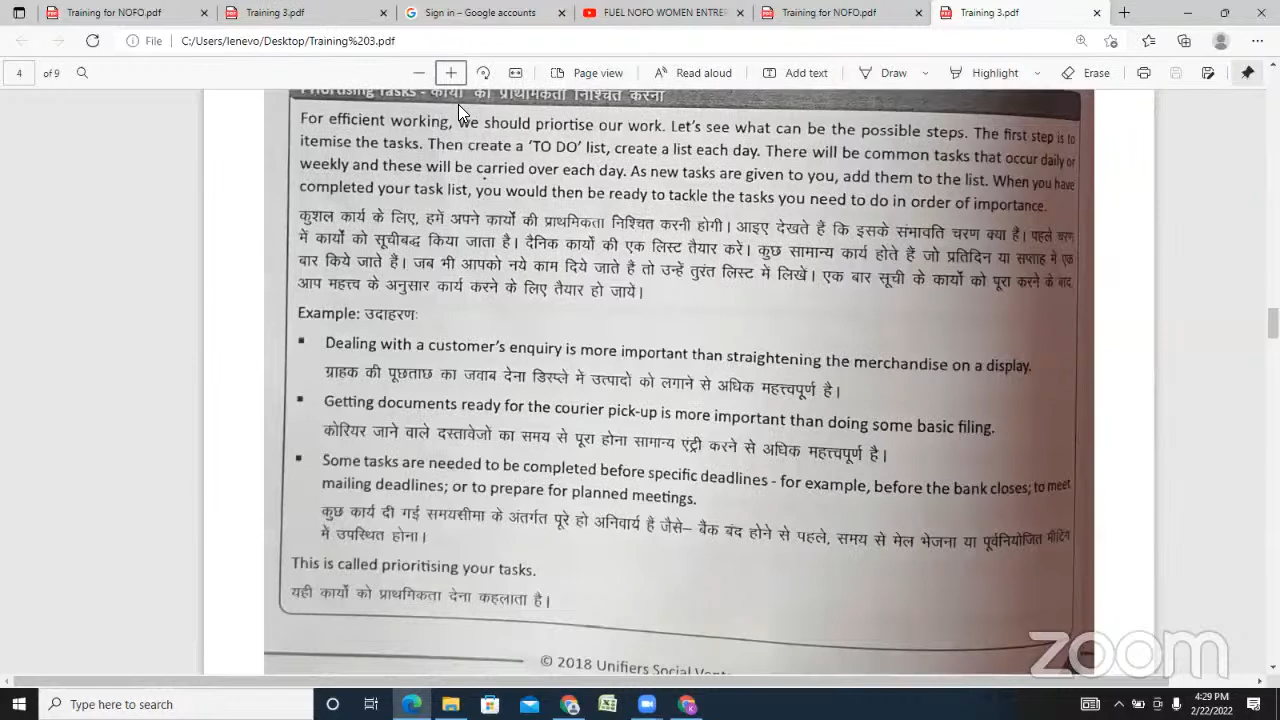 Training for NOFO.pdf
Training 3.pdf
Sign in – Google accounts
FUEL NOFO WOMEN ENTREP
Training for NOFO.pdf
Training 3.pdf
File
C:/Users/lenevo/Desktop/Training%203.pdf
4 of 9
Page view
Read aloud
Add text
Draw
Highlight
Erase
Priortising Tasks - कार्यों की प्राथमिकता निश्चित करना
For efficient working, we should priortise our work. Let's see what can be the possible steps. The first step is to
itemise the tasks. Then create a 'TO DO' list, create a list each day. There will be common tasks that occur daily or
weekly and these will be carried over each day. As new tasks are given to you, add them to the list. When you have
completed your task list, you would then be ready to tackle the tasks you need to do in order of importance.
कुशल कार्य के लिए, हमें अपने कार्यों की प्राथमिकता निश्चित करनी होगी। आइए देखते हैं कि इसके संभावति चरण क्या है। पहले चरण
में कार्यों को सूचीबद्ध किया जाता है। दैनिक कार्यों की एक लिस्ट तैयार करें। कुछ सामान्य कार्य होते हैं जो प्रतिदिन या सप्ताह में एक
बार किये जाते हैं। जब भी आपको नये काम दिये जाते है तो उन्हें तुरंत लिस्ट में लिखें। एक बार सूची के कार्यों को पूरा करने के बाद,
आप महत्त्व के अनुसार कार्य करने के लिए तैयार हो जायें।
Example: उदाहरणः
▪ Dealing with a customer's enquiry is more important than straightening the merchandise on a display.
ग्राहक की पूछताछ का जवाब देना डिस्प्ले में उत्पादों को लगाने से अधिक महत्त्वपूर्ण है।
▪ Getting documents ready for the courier pick-up is more important than doing some basic filing.
कोरियर जाने वाले दस्तावेजों का समय से पूरा होना सामान्य एंट्री करने से अधिक महत्त्वपूर्ण है।
▪ Some tasks are needed to be completed before specific deadlines - for example, before the bank closes; to meet
mailing deadlines; or to prepare for planned meetings.
कुछ कार्य दी गई समयसीमा के अंतर्गत पूरे हो अनिवार्य हैं जैसे– बैंक बंद होने से पहले, समय से मेल भेजना या पूर्वनियोजित मीटिंग
में उपस्थित होना।
This is called prioritising your tasks.
यही कार्यों को प्राथमिकता देना कहलाता है।
© 2018 Unifiers Social
zoom
Type here to search
4:29 PM
2/22/2022